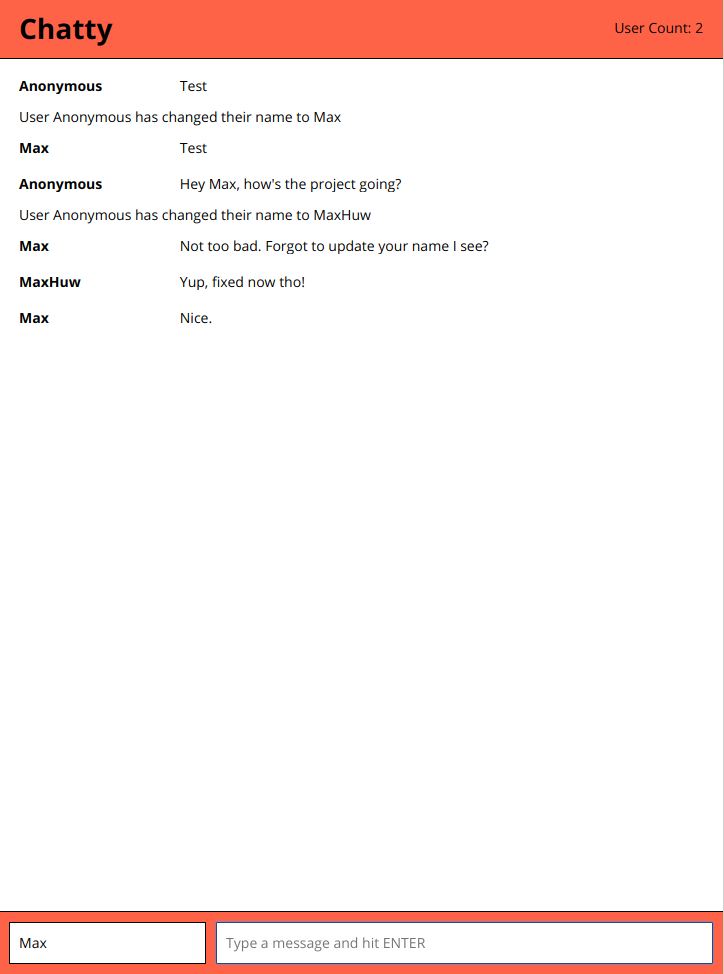 Chatty
User Count: 2
Anonymous Test
User Anonymous has changed their name to Max
Max Test
Anonymous Hey Max, how's the project going?
User Anonymous has changed their name to MaxHuw
Max Not too bad. Forgot to update your name I see?
MaxHuw Yup, fixed now tho!
Max Nice.
Max
Type a message and hit ENTER